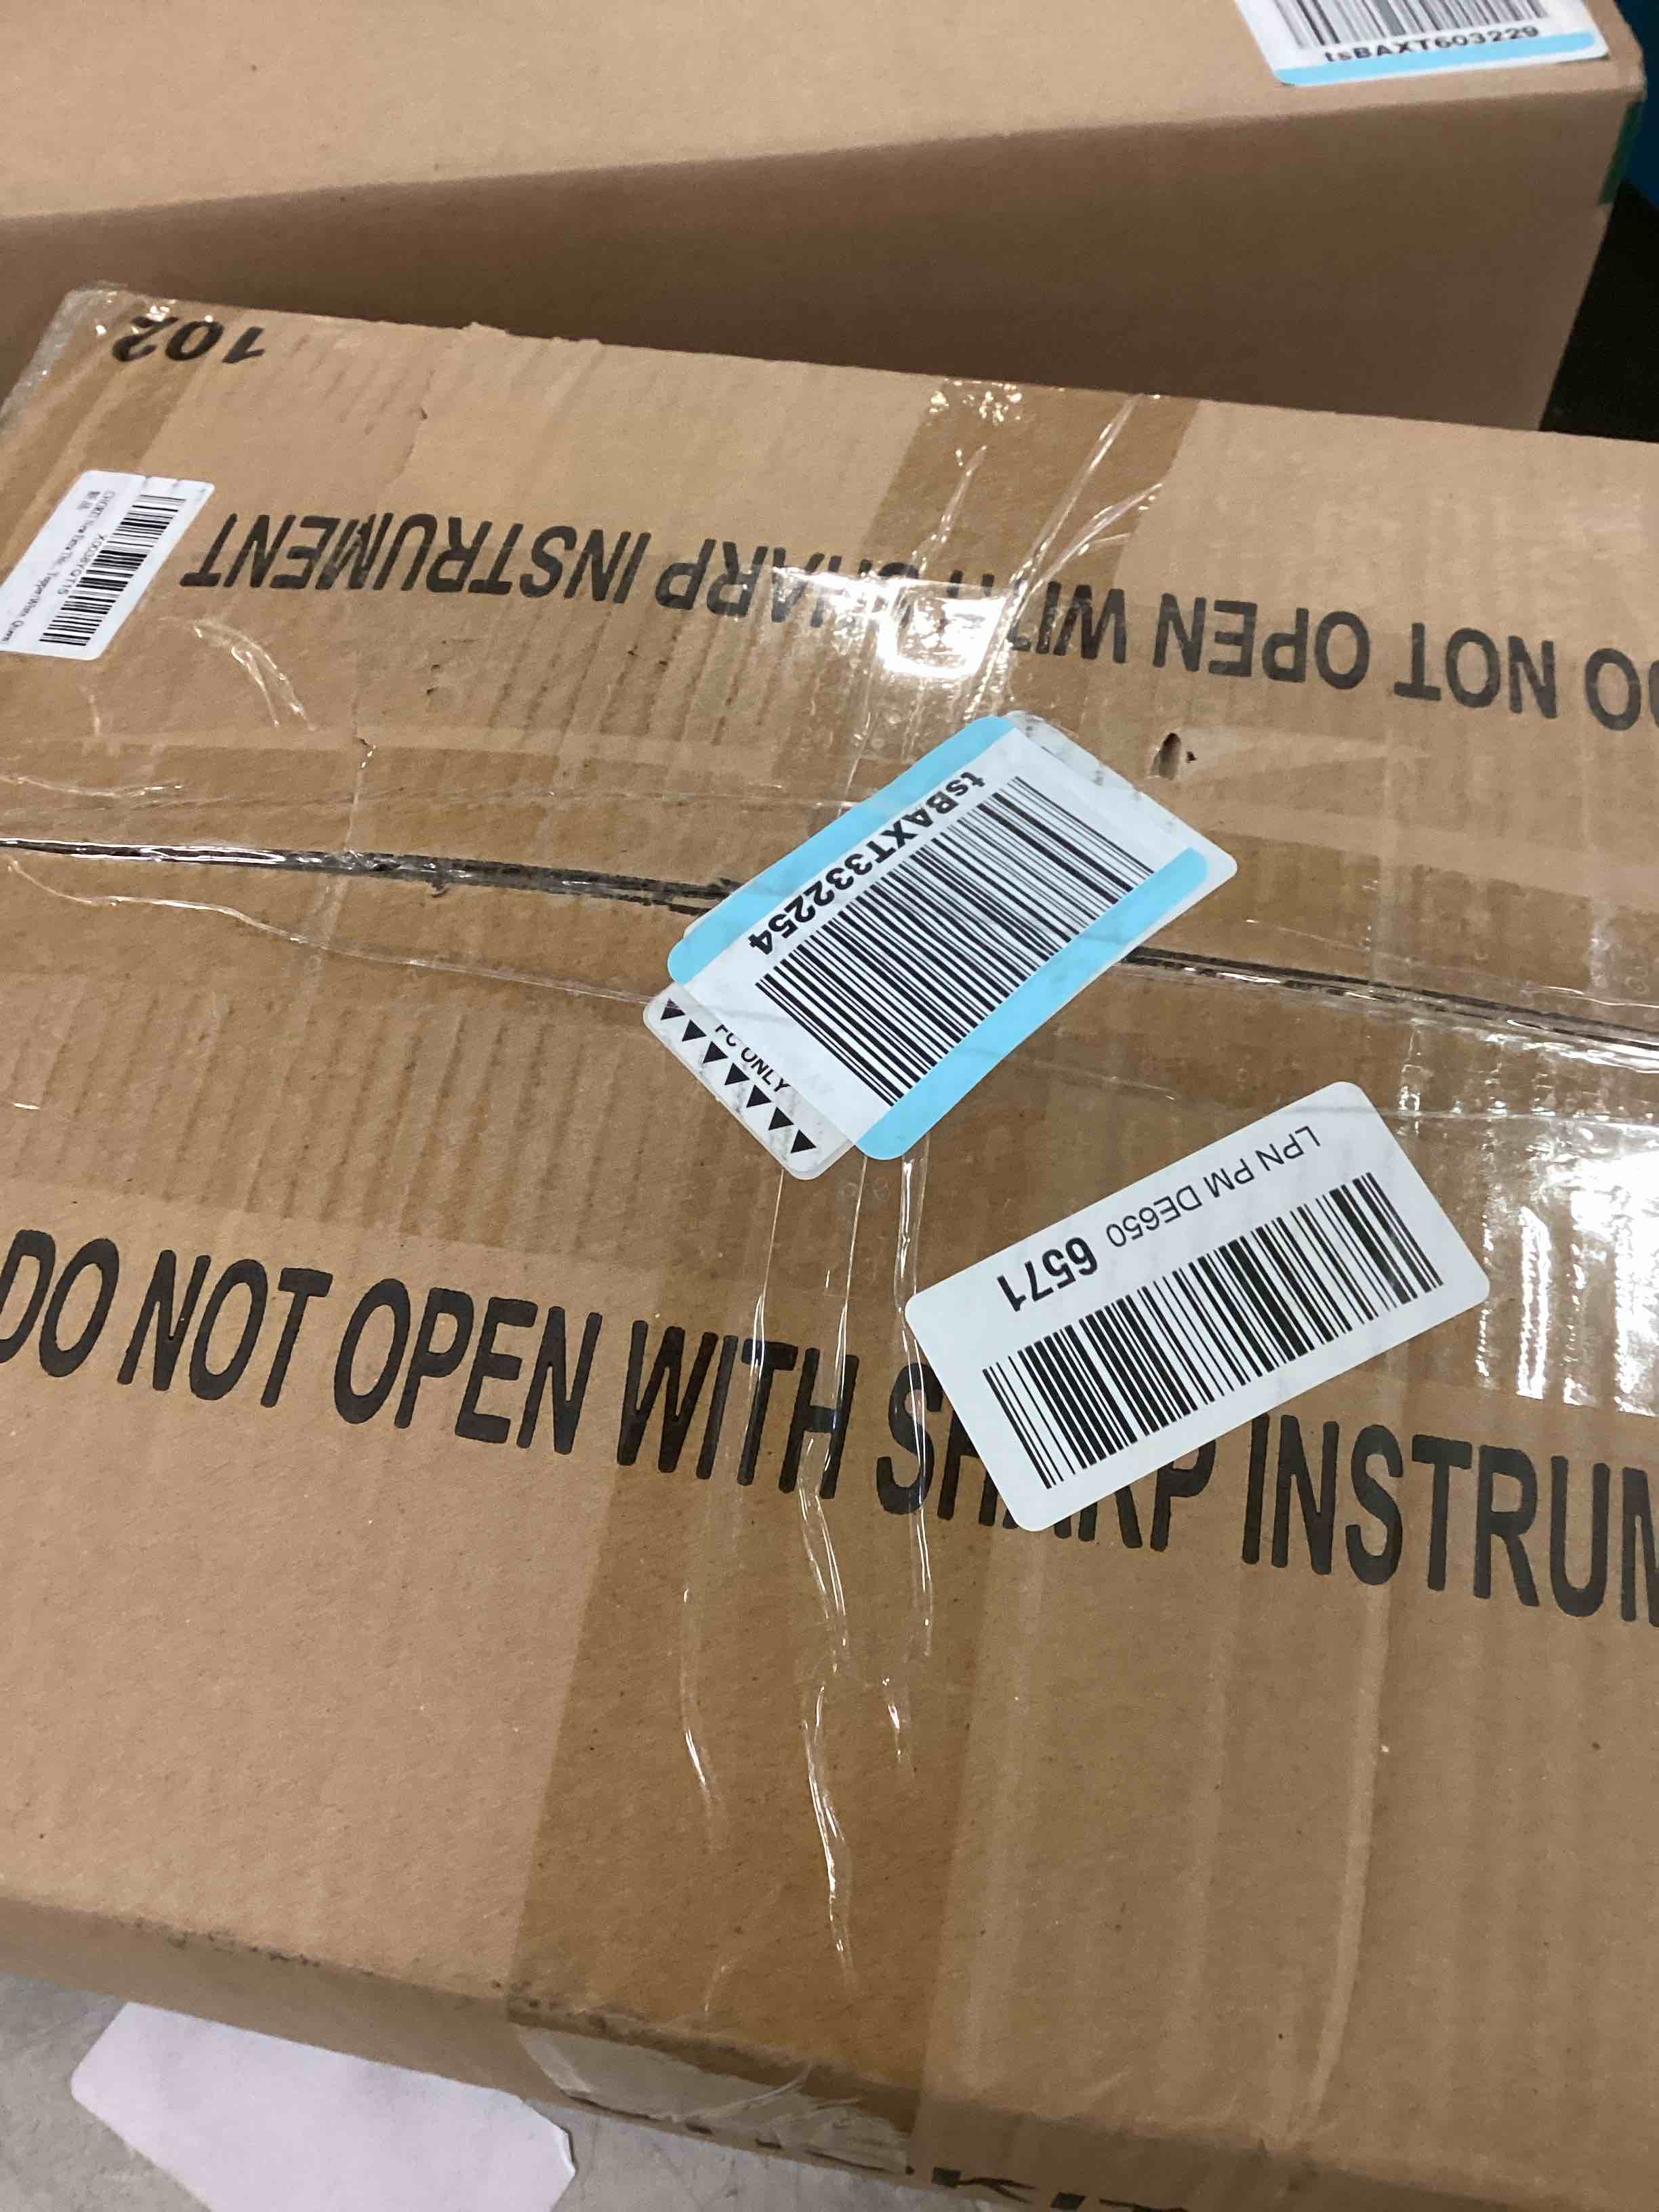 tsBAXT603229
102
DO NOT OPEN WITH SHARP INSTRUMENT
tsBAXT332254
FC ONLY
LPN PM DE650 6571
DO NOT OPEN WITH SHARP INSTRUM